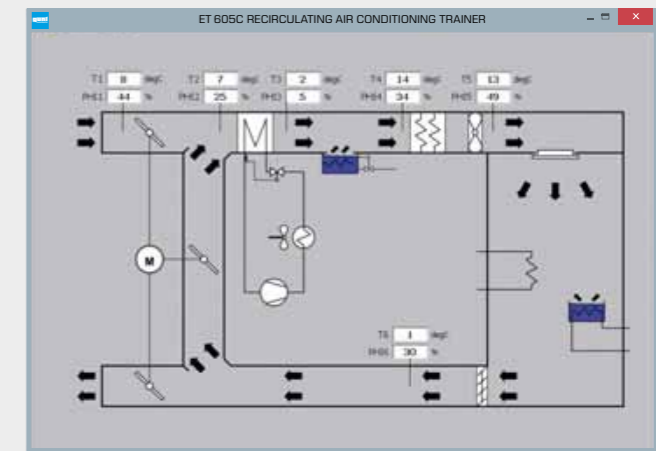 ET 605C RECIRCULATING AIR CONDITIONING TRAINER
T1 8 degC T2 7 degC T3 2 degC T4 14 degC T5 13 degC
PHI1 44 % PHI2 25 % PHI3 5 % PHI4 34 % PHI5 49 %
M
T6 1 degC
PHI6 30 %